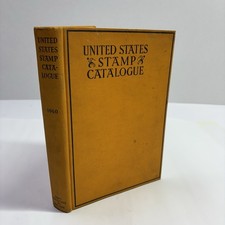 UNITED
STATES
STAMP
CATA-
LOGUE
UNITED STATES
STAMP
CATALOGUE